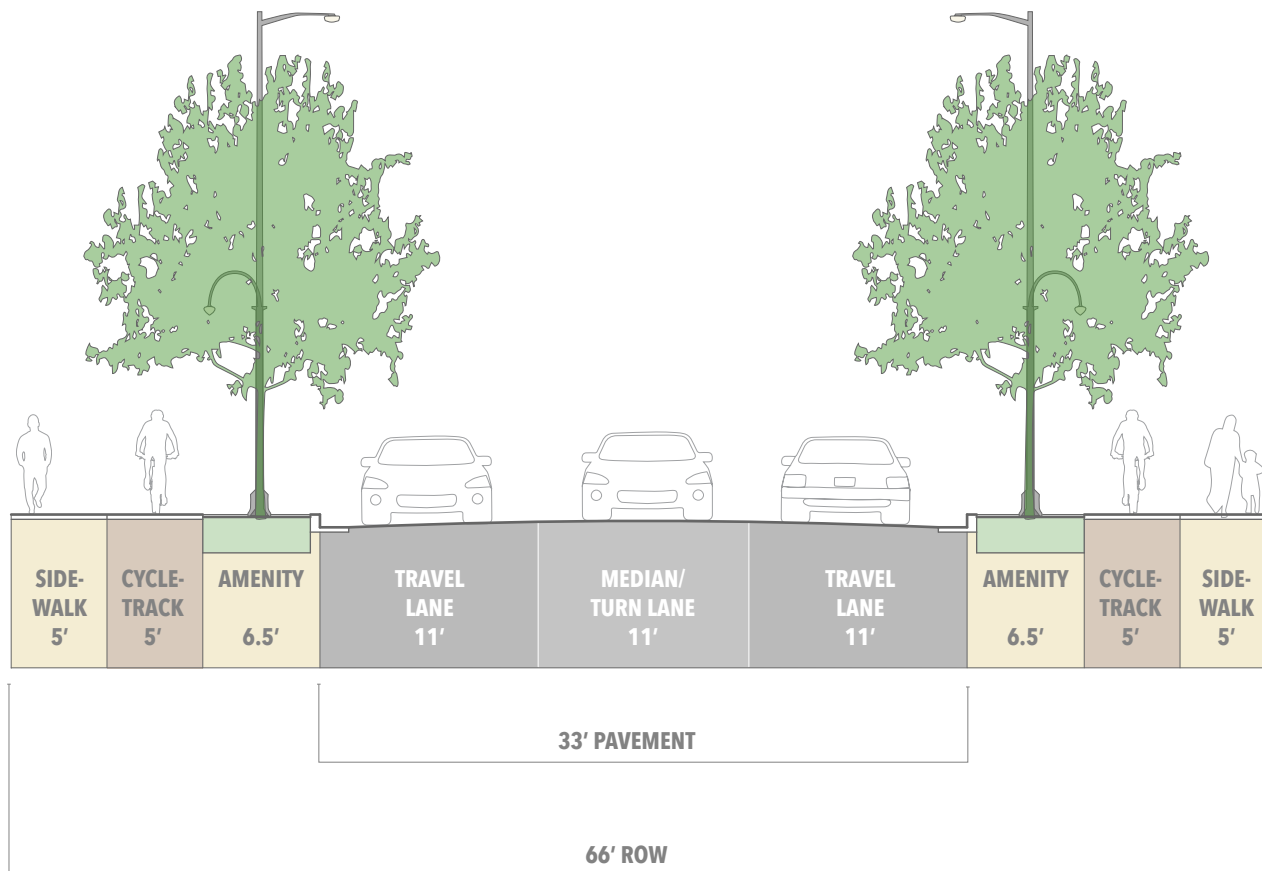 SIDE-
WALK
5’
CYCLE-
TRACK
5’
AMENITY
6.5’
TRAVEL
LANE
11’
MEDIAN/
TURN LANE
11’
TRAVEL
LANE
11’
AMENITY
6.5’
CYCLE-
TRACK
5’
SIDE-
WALK
5’
33’ PAVEMENT
66’ ROW